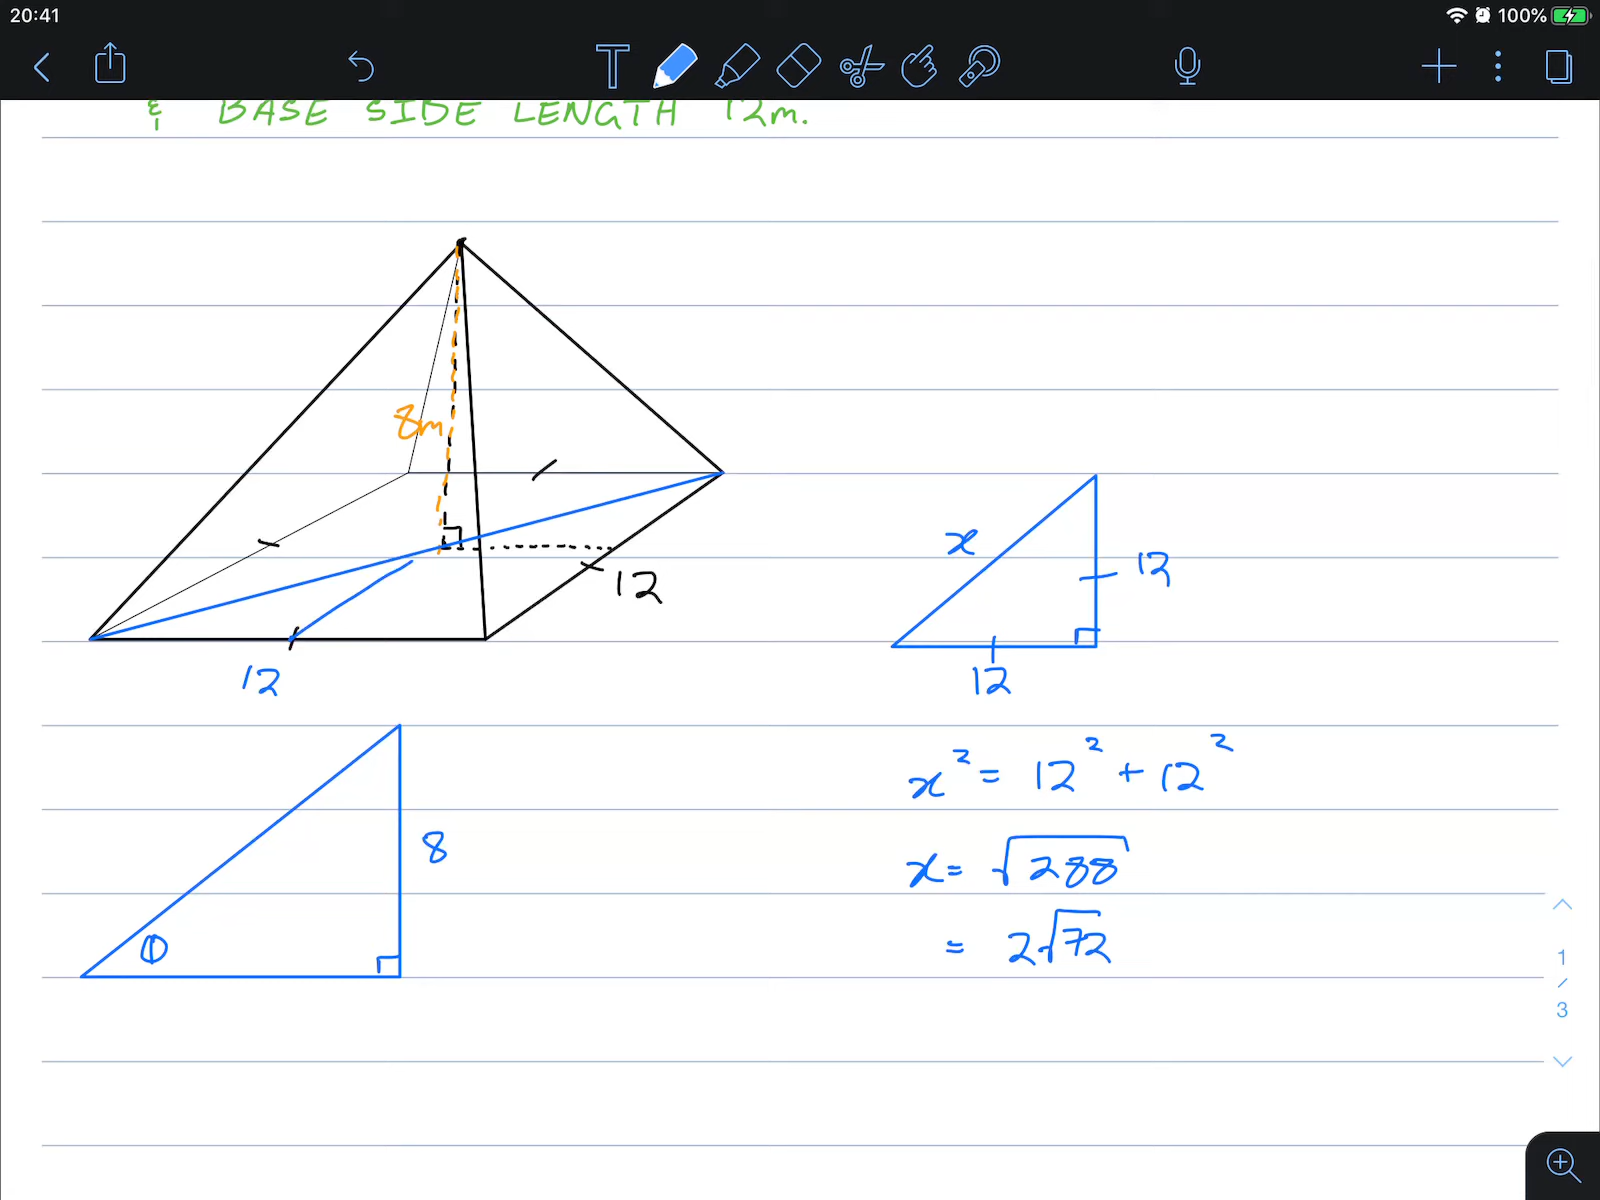 20:41 100%
T
& BASE SIDE LENGTH 12m.
8m
12
12
x
12
12
8
θ
x² = 12² + 12²
x = √288
= 2√72
1
/
3